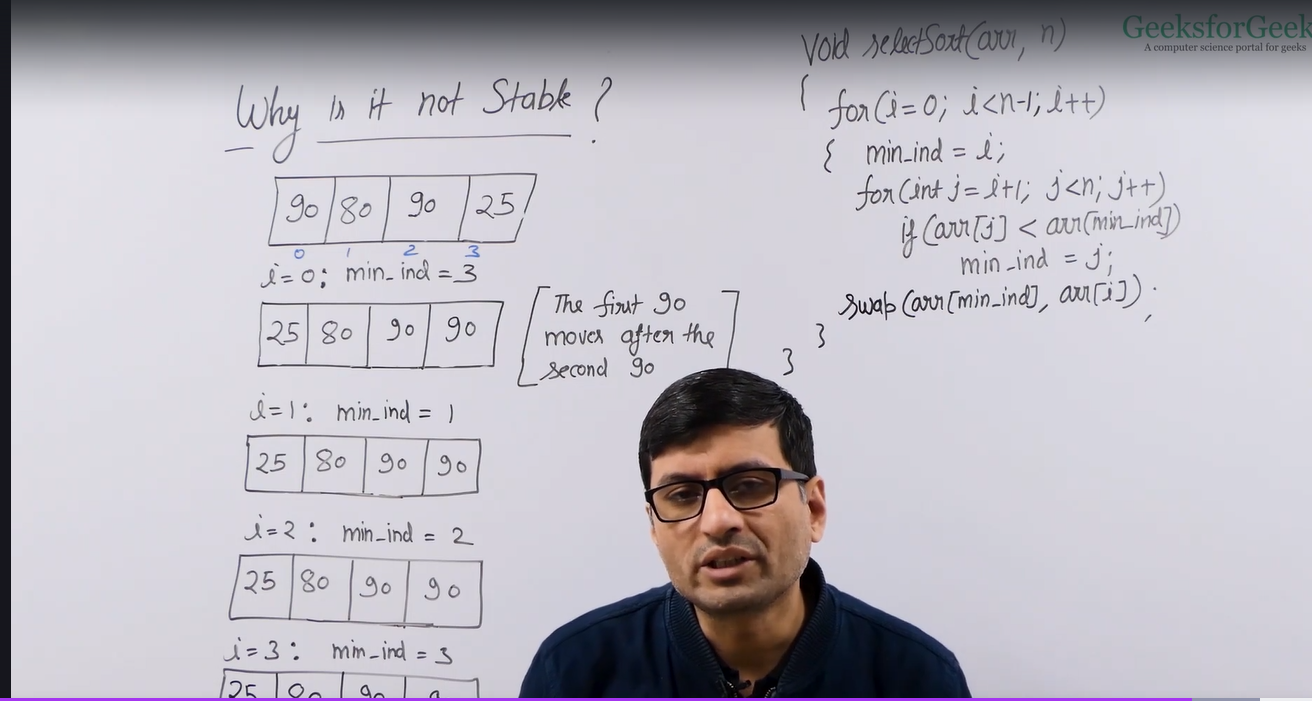 GeeksforGeek
A computer science portal for geeks
Why is it not Stable ?
90 80 90 25
0 1 2 3
i=0: min_ind = 3
25 80 90 90
The first 90
moves after the
second 90
i=1: min_ind = 1
25 80 90 90
i=2: min_ind = 2
25 80 90 90
i=3: min_ind = 3
25
void selectSort(arr, n)
{ for(i=0; i<n-1; i++)
{ min_ind = i;
for(int j=i+1; j<n; j++)
if (arr[j] < arr[min_ind])
min_ind = j;
swap(arr[min_ind], arr[i]);
}
}